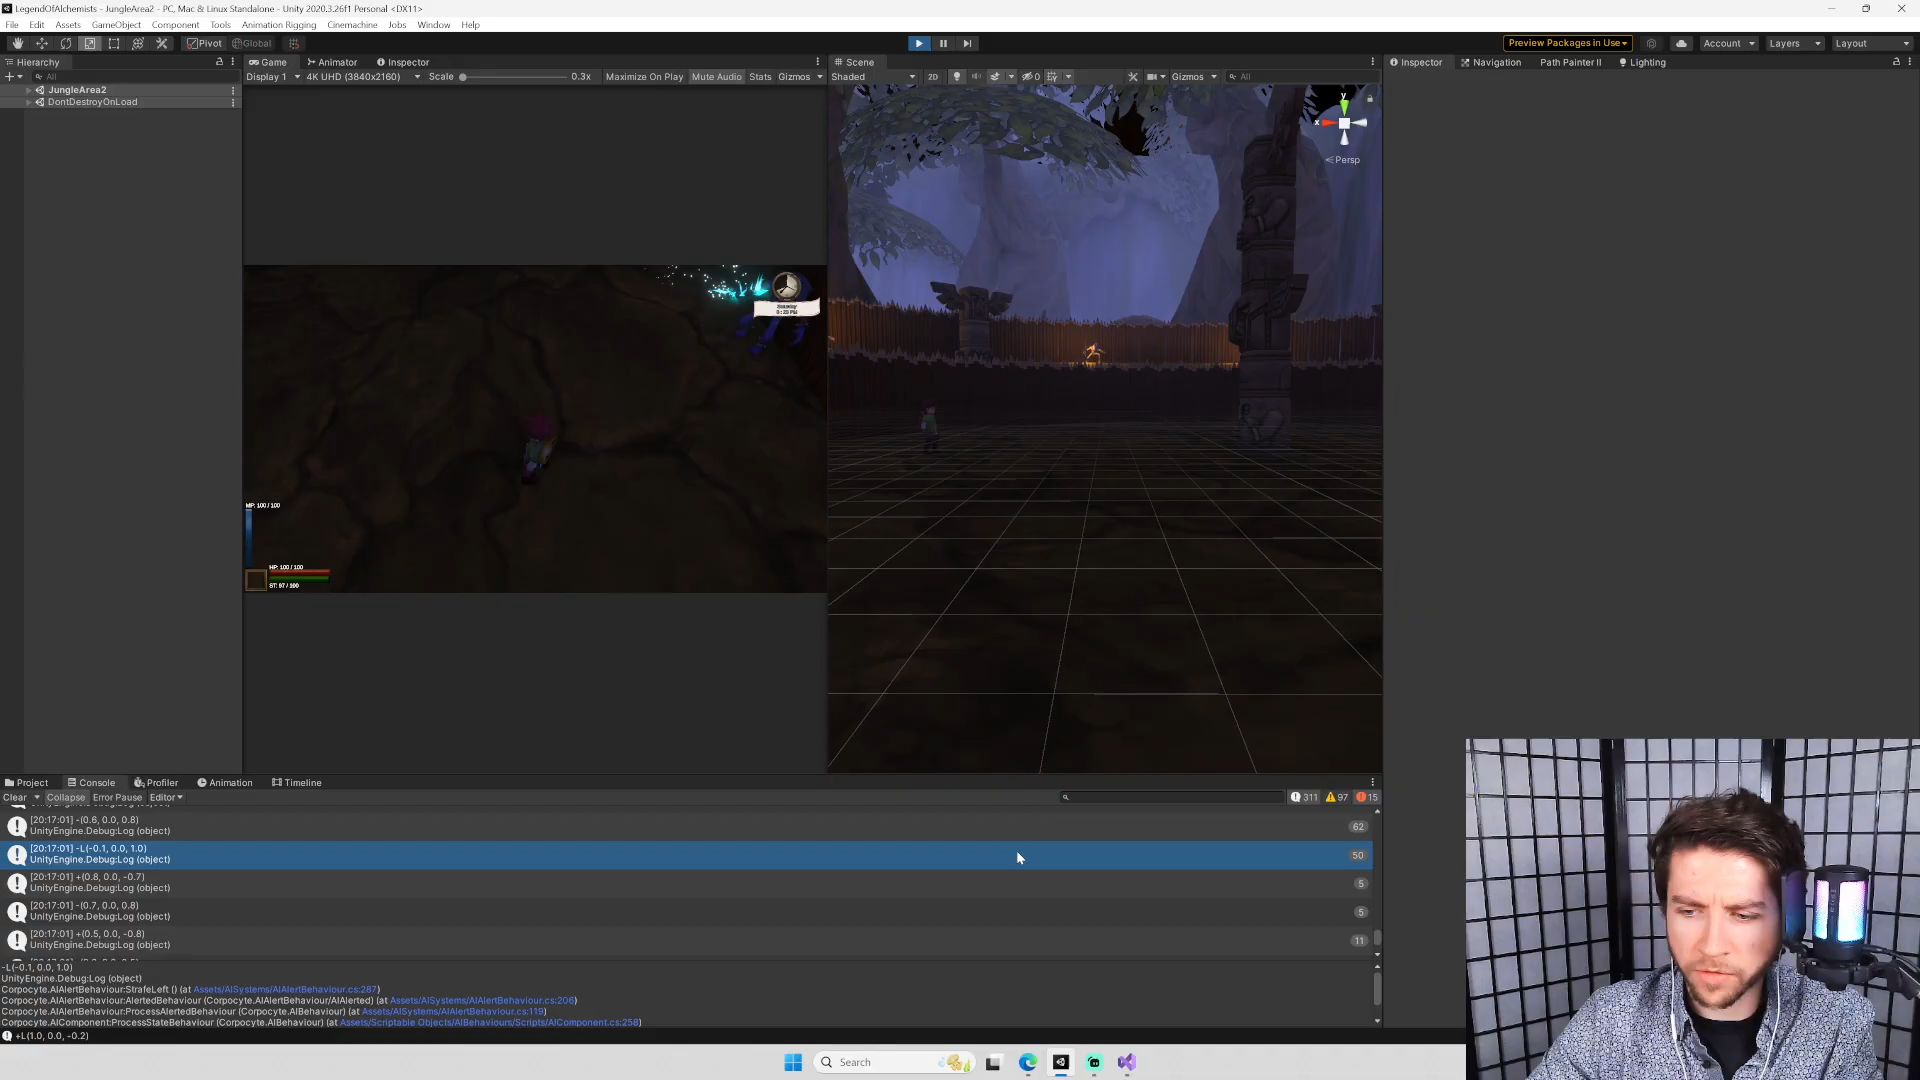 LegendOfAlchemists - JungleArea2 - PC, Mac & Linux Standalone - Unity 2020.3.26f1 Personal <DX11>
File Edit Assets GameObject Component Tools Animation Rigging Cinemachine Jobs Window Help
Pivot Global Preview Packages in Use Account Layers Layout
Hierarchy Game Animator Inspector Scene Inspector Navigation Path Painter II Lighting
All Display 1 4K UHD (3840x2160) Scale 0.3x Maximize On Play Mute Audio Stats Gizmos Shaded 2D 0 Gizmos All
JungleArea2
DontDestroyOnLoad
y
x
Persp
MP: 100 / 100
HP: 100 / 100
ST: 97 / 100
Project Console Profiler Animation Timeline
Clear Collapse Error Pause Editor 311 97 15
[20:17:01] -(0.6, 0.0, 0.8)
UnityEngine.Debug:Log (object)
62
[20:17:01] -L(-0.1, 0.0, 1.0)
UnityEngine.Debug:Log (object)
50
[20:17:01] +(0.8, 0.0, -0.7)
UnityEngine.Debug:Log (object)
5
[20:17:01] -(0.7, 0.0, 0.8)
UnityEngine.Debug:Log (object)
5
[20:17:01] +(0.5, 0.0, -0.8)
UnityEngine.Debug:Log (object)
11
-L(-0.1, 0.0, 1.0)
UnityEngine.Debug:Log (object)
Corpocyte.AIAlertBehaviour:StrafeLeft () (at Assets/AISystems/AIAlertBehaviour.cs:287)
Corpocyte.AIAlertBehaviour:AlertedBehaviour (Corpocyte.AIAlertBehaviour/AIAlerted) (at Assets/AISystems/AIAlertBehaviour.cs:206)
Corpocyte.AIAlertBehaviour:ProcessAlertedBehaviour (Corpocyte.AIBehaviour) (at Assets/AISystems/AIAlertBehaviour.cs:119)
Corpocyte.AIComponent:ProcessStateBehaviour (Corpocyte.AIBehaviour) (at Assets/Scriptable Objects/AIBehaviours/Scripts/AIComponent.cs:258)
+L(1.0, 0.0, -0.2)
Search